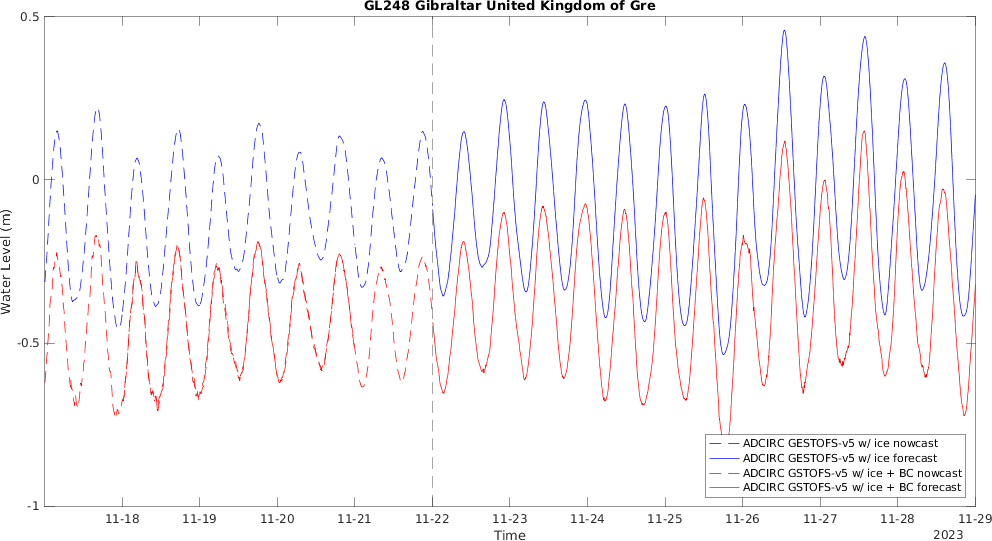 GL248 Gibraltar United Kingdom of Gre
0.5
0
-0.5
-1
Water Level (m)
11-18 11-19 11-20 11-21 11-22 11-23 11-24 11-25 11-26 11-27 11-28 11-29
Time
2023
ADCIRC GESTOFS-v5 w/ ice nowcast
ADCIRC GESTOFS-v5 w/ ice forecast
ADCIRC GSTOFS-v5 w/ ice + BC nowcast
ADCIRC GSTOFS-v5 w/ ice + BC forecast